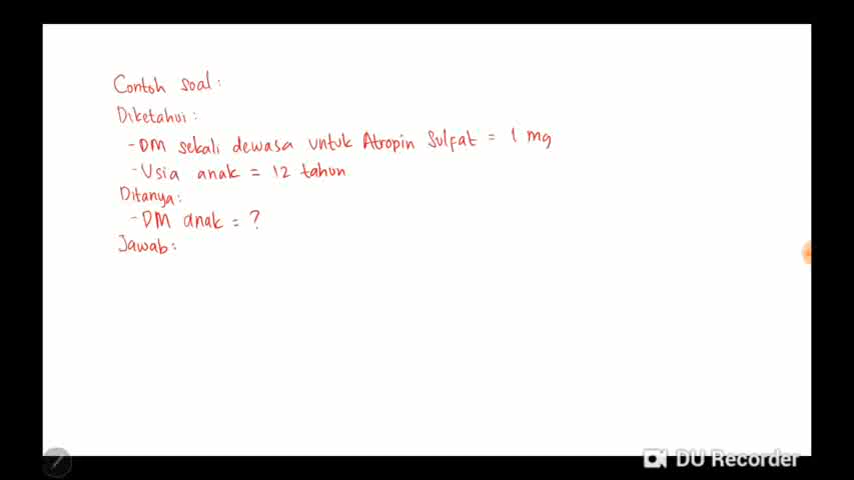 Contoh soal:
Diketahui:
- DM sekali dewasa untuk Atropin Sulfat = 1 mg
- Usia anak = 12 tahun
Ditanya:
- DM anak = ?
Jawab:
DU Recorder